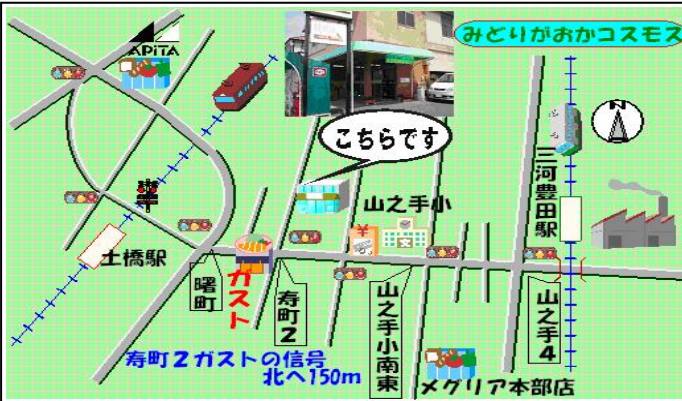 APiTA
みどりがおかコスモス
N
こちらです
三河豊田駅
山之手小
¥
文
土橋駅
曙町
ガスト
寿町2
山之手小南東
山之手4
寿町2ガストの信号
北へ150m
メグリア本部店